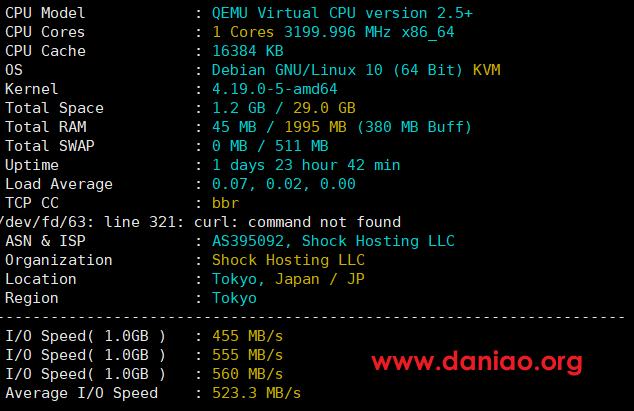 CPU Model : QEMU Virtual CPU version 2.5+
CPU Cores : 1 Cores 3199.996 MHz x86_64
CPU Cache : 16384 KB
OS : Debian GNU/Linux 10 (64 Bit) KVM
Kernel : 4.19.0-5-amd64
Total Space : 1.2 GB / 29.0 GB
Total RAM : 45 MB / 1995 MB (380 MB Buff)
Total SWAP : 0 MB / 511 MB
Uptime : 1 days 23 hour 42 min
Load Average : 0.07, 0.02, 0.00
TCP CC : bbr
/dev/fd/63: line 321: curl: command not found
ASN & ISP : AS395092, Shock Hosting LLC
Organization : Shock Hosting LLC
Location : Tokyo, Japan / JP
Region : Tokyo
----------------------------------------------------------------------
I/O Speed( 1.0GB ) : 455 MB/s
I/O Speed( 1.0GB ) : 555 MB/s
I/O Speed( 1.0GB ) : 560 MB/s
Average I/O Speed : 523.3 MB/s
www.daniao.org